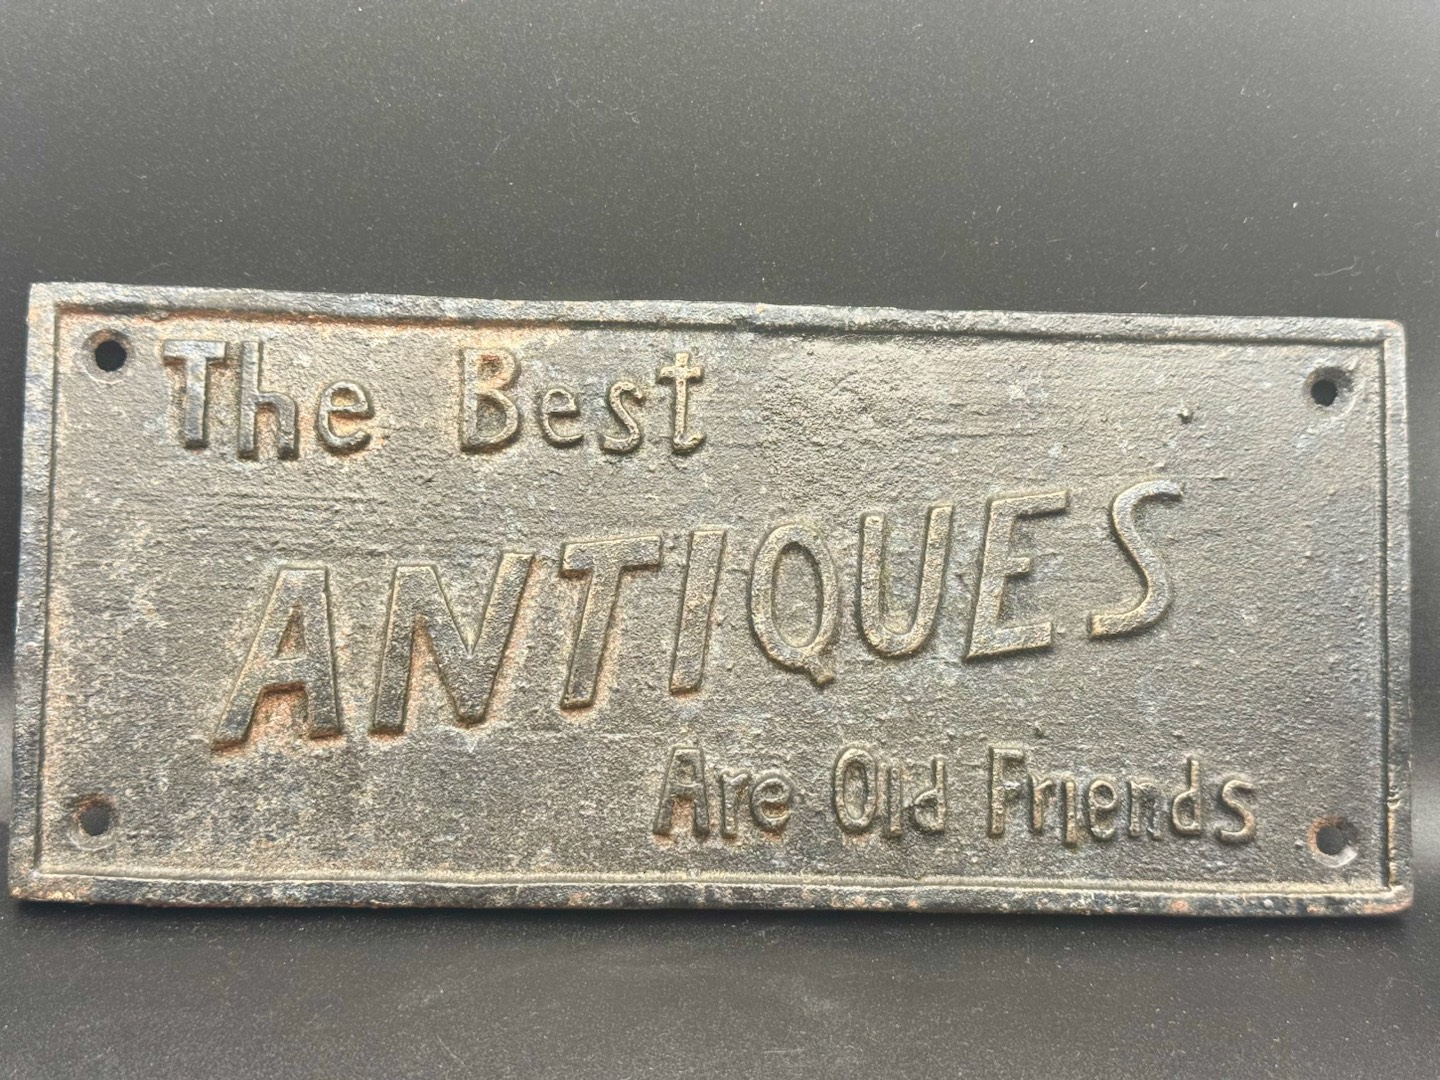 The Best
ANTIQUES
Are Old Friends